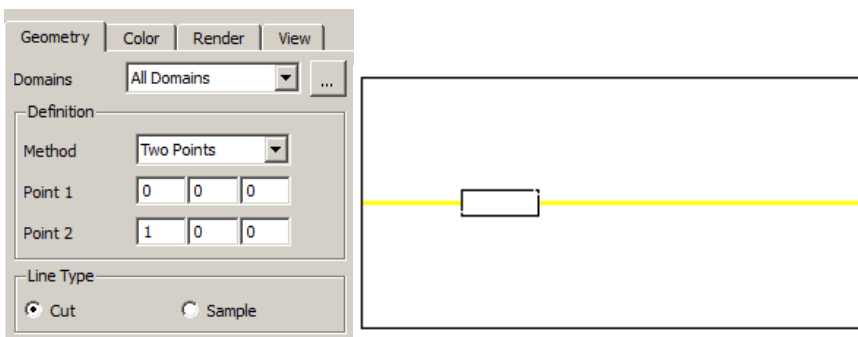 Geometry Color Render View
Domains All Domains ...
Definition
Method Two Points
Point 1 0 0 0
Point 2 1 0 0
Line Type
Cut Sample